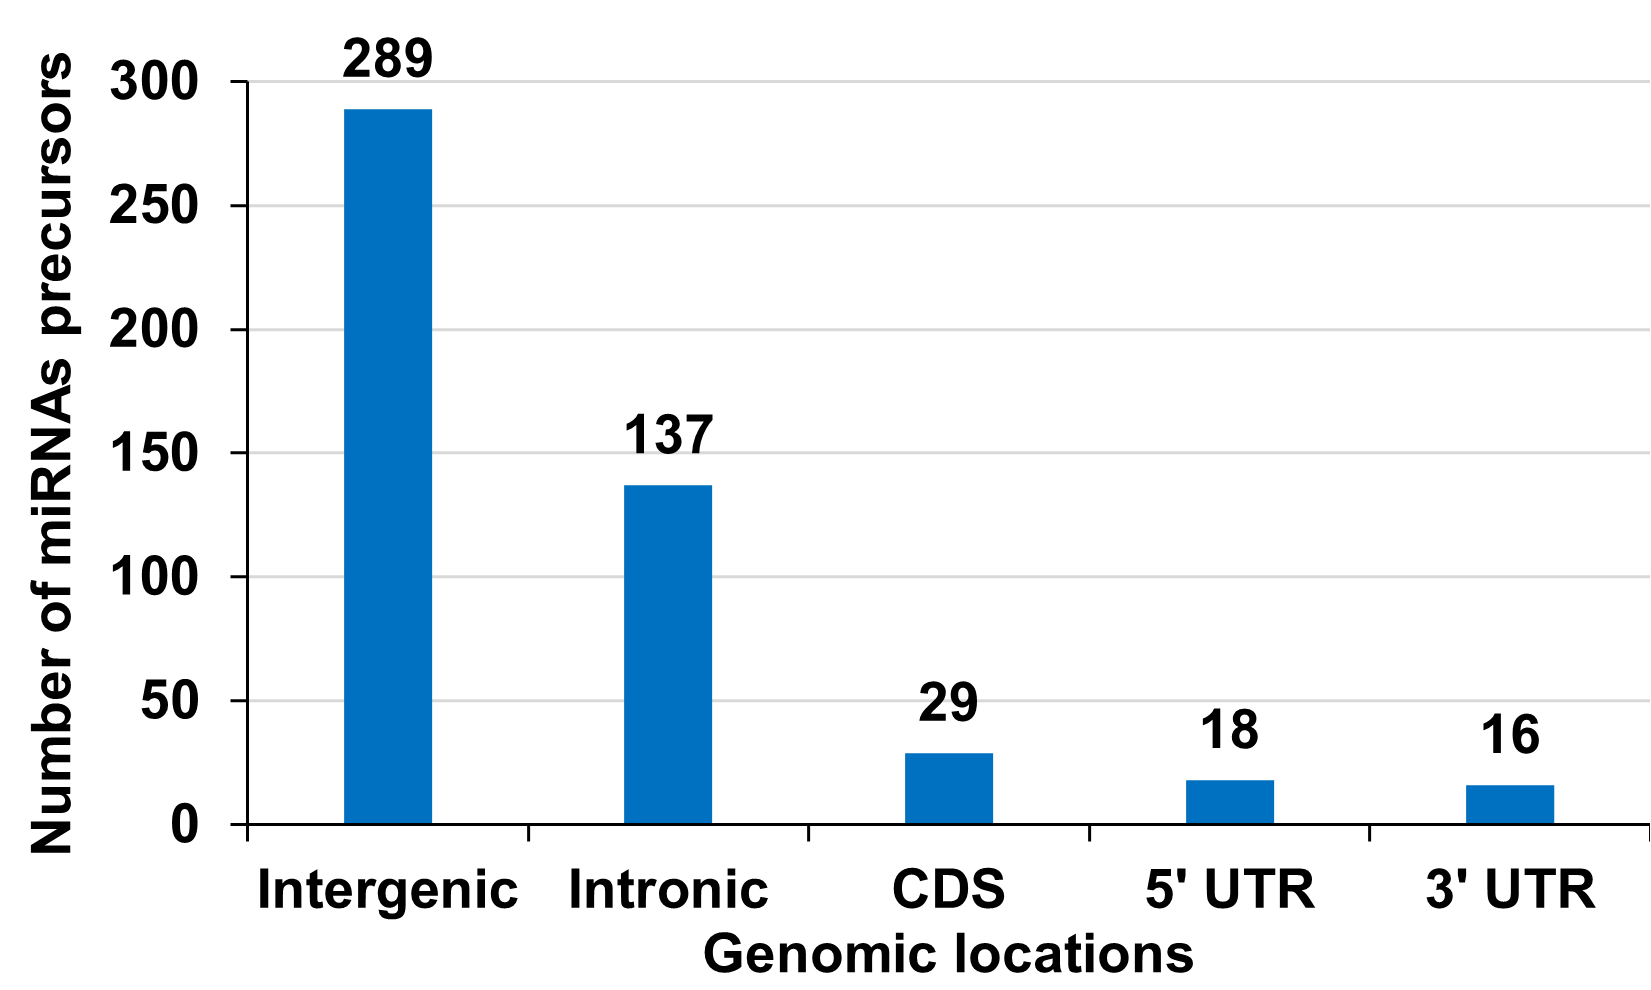 Number of miRNAs precursors
300
250
200
150
100
50
0
289
137
29
18
16
Intergenic
Intronic
CDS
5' UTR
3' UTR
Genomic locations